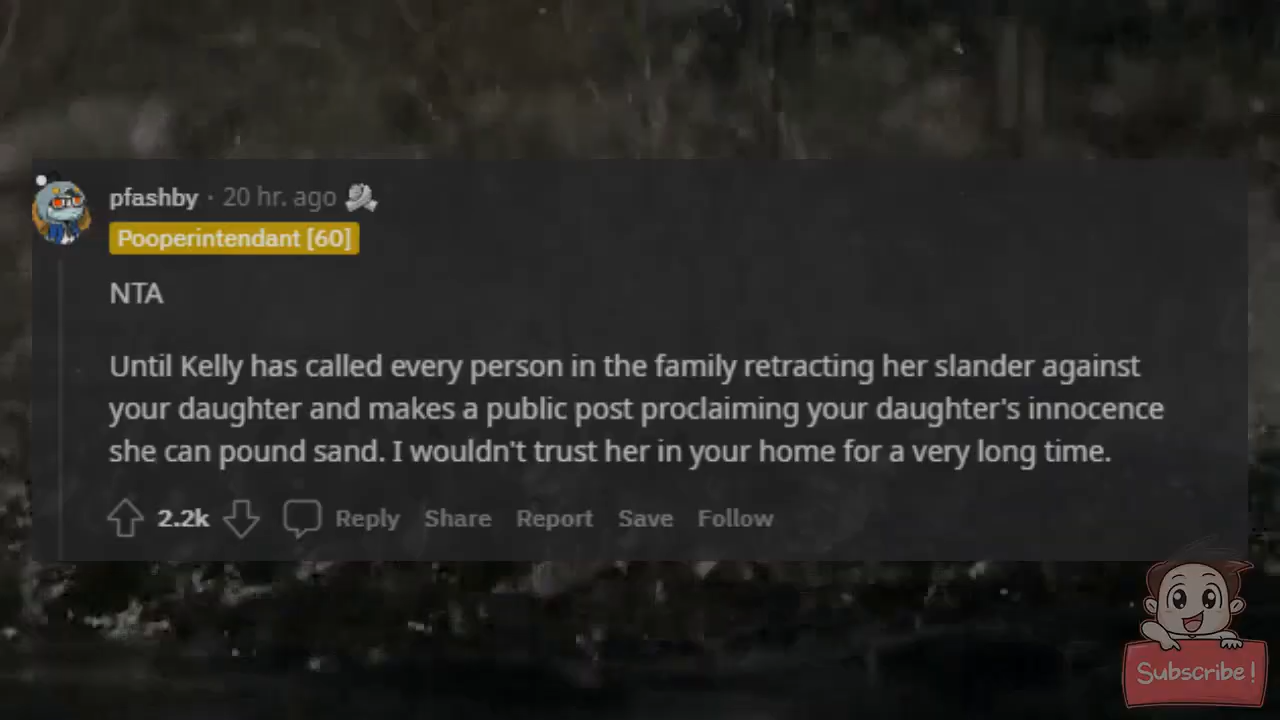 pfashby · 20 hr. ago
Pooperintendant [60]
NTA
Until Kelly has called every person in the family retracting her slander against
your daughter and makes a public post proclaiming your daughter's innocence
she can pound sand. I wouldn't trust her in your home for a very long time.
2.2k Reply Share Report Save Follow
Subscribe!